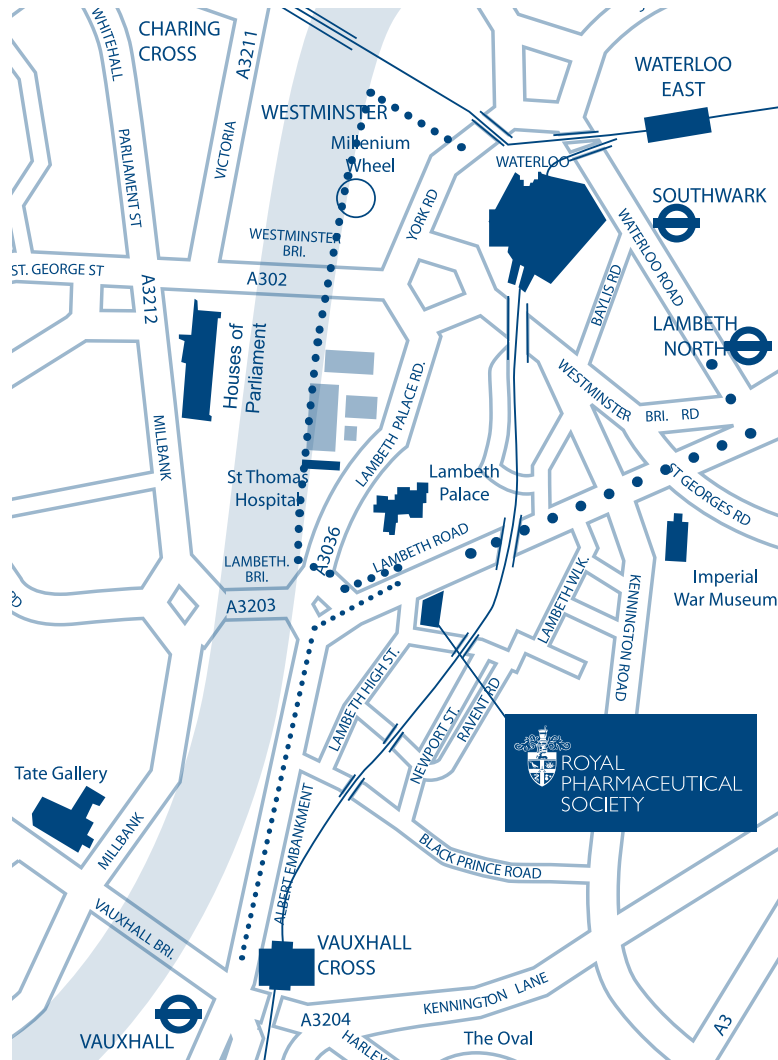 WHITEHALL
CHARING
CROSS
A3211
WATERLOO
EAST
WESTMINSTER
Millenium
Wheel
PARLIAMENT ST
VICTORIA
WATERLOO
SOUTHWARK
YORK RD
WESTMINSTER
BRI.
WATERLOO ROAD
ST. GEORGE ST
A302
A3212
BAYLIS RD
LAMBETH
NORTH
Houses of
Parliament
LAMBETH PALACE RD.
WESTMINSTER BRI. RD
MILLBANK
St Thomas
Hospital
Lambeth
Palace
ST GEORGES RD
A3036
LAMBETH ROAD
LAMBETH.
BRI.
LAMBETH WLK.
Imperial
War Museum
RD
A3203
KENNINGTON ROAD
LAMBETH HIGH ST.
NEWPORT ST.
RAVENT RD
ROYAL
PHARMACEUTICAL
SOCIETY
Tate Gallery
MILLBANK
ALBERT EMBANKMENT
BLACK PRINCE ROAD
VAUXHALL BRI.
VAUXHALL
CROSS
KENNINGTON LANE
A3204
A3
VAUXHALL
HARLEY
The Oval